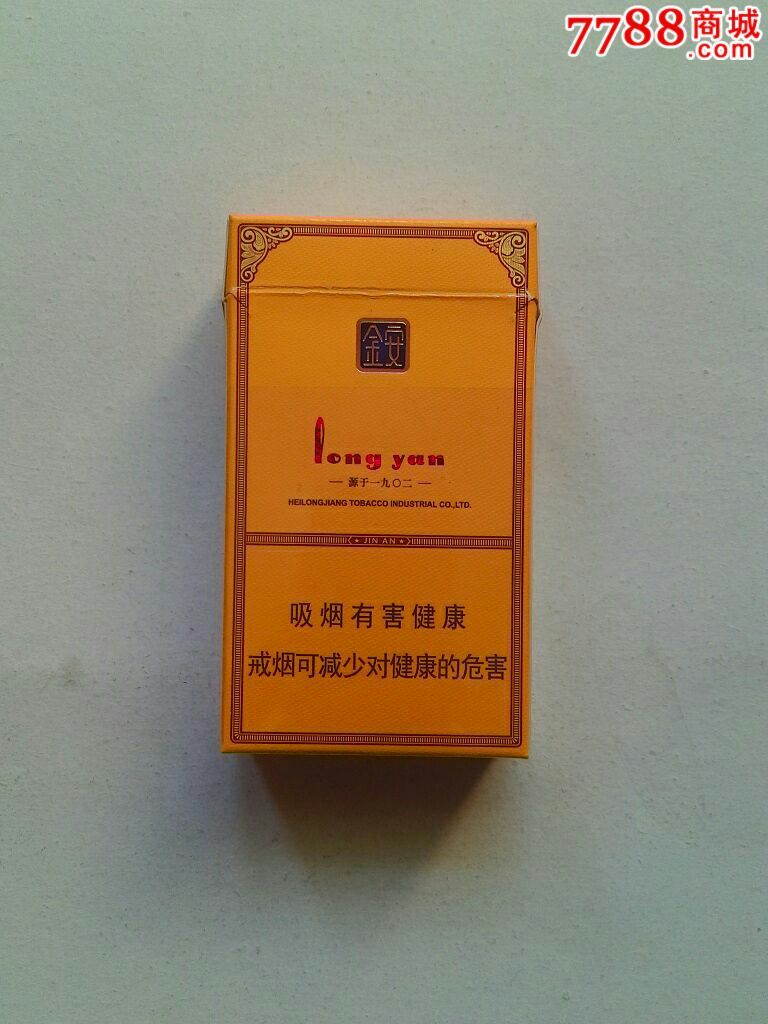 7788商城
.com
金安
long yan
— 源于一九〇二 —
HEILONGJIANG TOBACCO INDUSTRIAL CO.,LTD.
★ JIN AN ★
吸烟有害健康
戒烟可减少对健康的危害